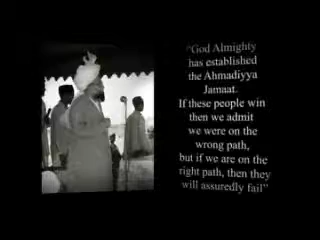 “God Almighty
has established
the Ahmadiyya
Jamaat.
If these people win
then we admit
we were on the
wrong path,
but if we are on the
right path, then they
will assuredly fail”